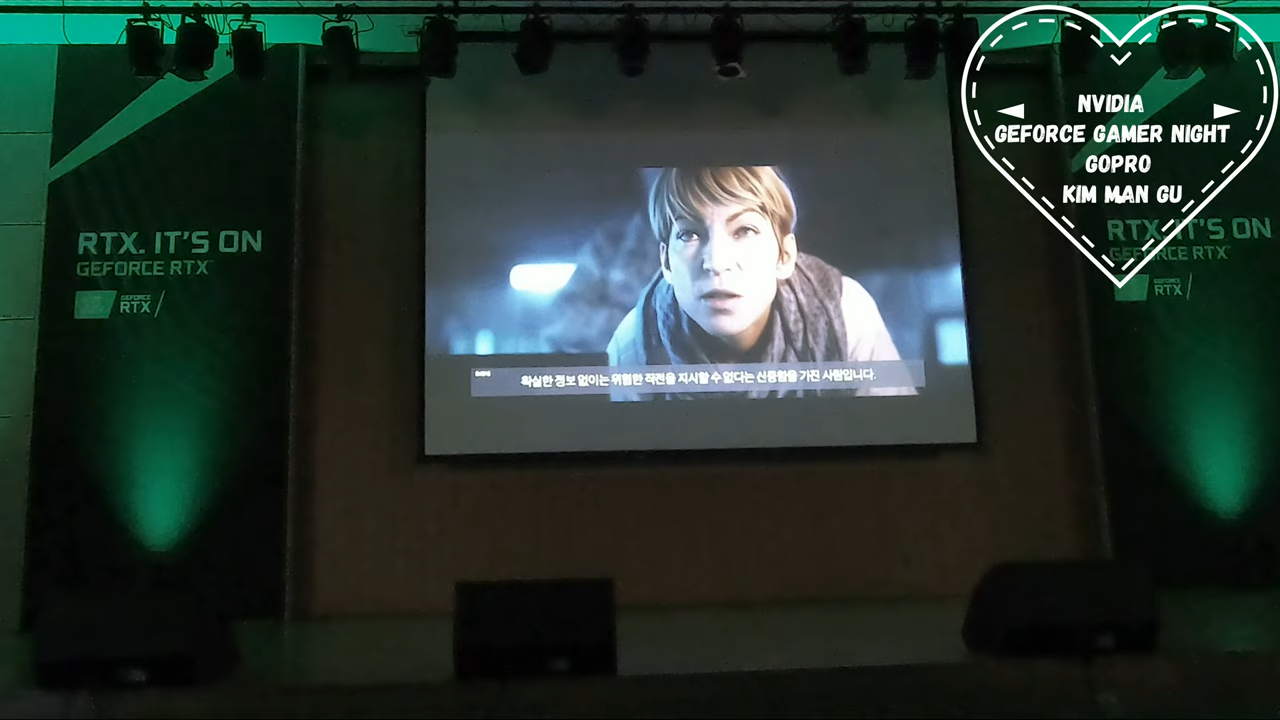 NVIDIA
GEFORCE GAMER NIGHT
GOPRO
KIM MAN GU
RTX. IT'S ON
GEFORCE RTX
GEFORCE
RTX
RTX. IT'S ON
GEFORCE RTX
GEFORCE
RTX
확실한 정보 없이는 위험한 작전을 지시할 수 없다는 신중함을 가진 사람입니다.